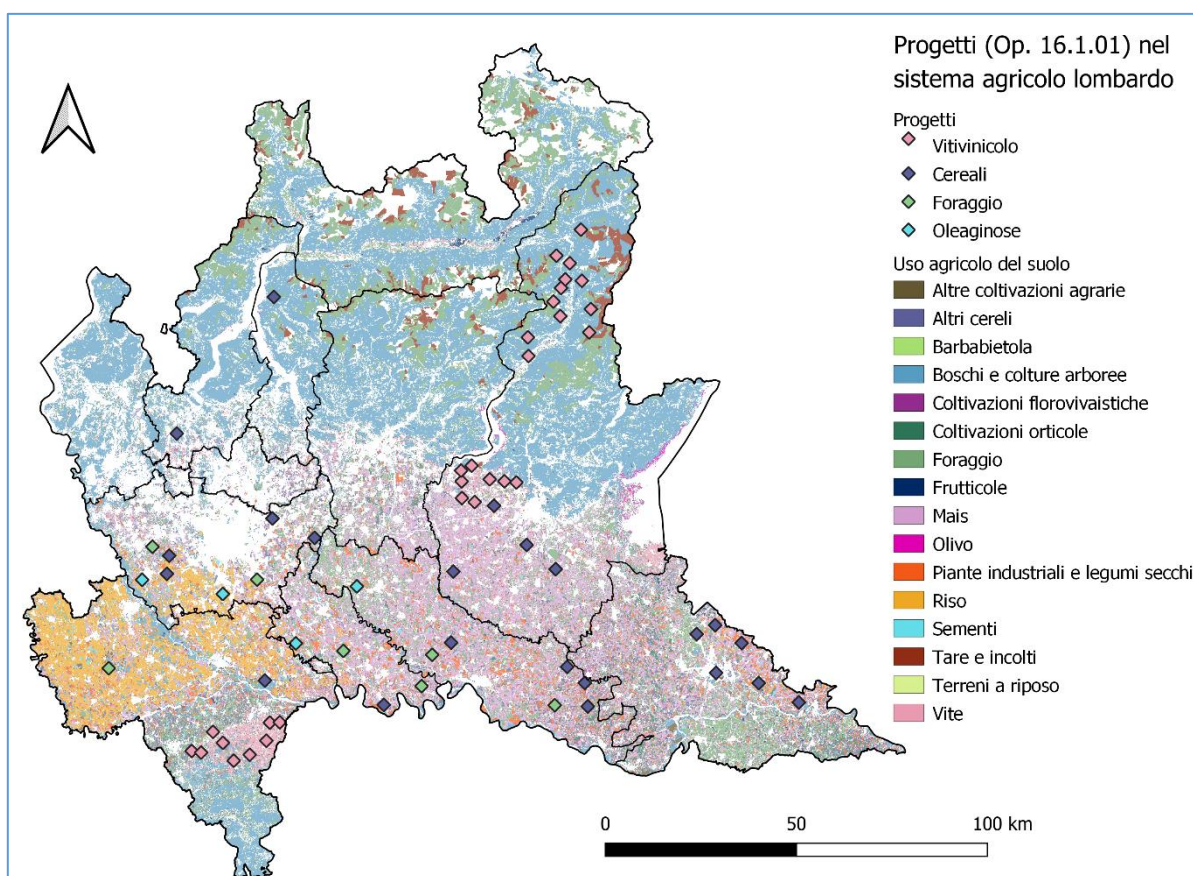 Progetti (Op. 16.1.01) nel
sistema agricolo lombardo
Progetti
Vitivinicolo
Cereali
Foraggio
Oleaginose
Uso agricolo del suolo
Altre coltivazioni agrarie
Altri cereli
Barbabietola
Boschi e colture arboree
Coltivazioni florovivaistiche
Coltivazioni orticole
Foraggio
Frutticole
Mais
Olivo
Piante industriali e legumi secchi
Riso
Sementi
Tare e incolti
Terreni a riposo
Vite
0 50 100 km